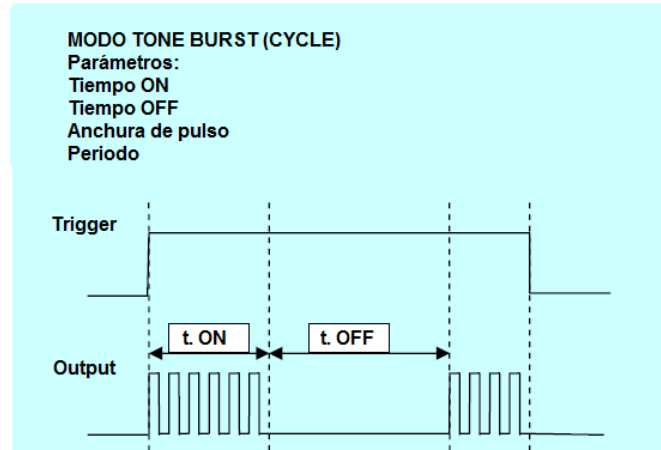 MODO TONE BURST (CYCLE)
Parámetros:
Tiempo ON
Tiempo OFF
Anchura de pulso
Periodo
Trigger
t. ON
t. OFF
Output